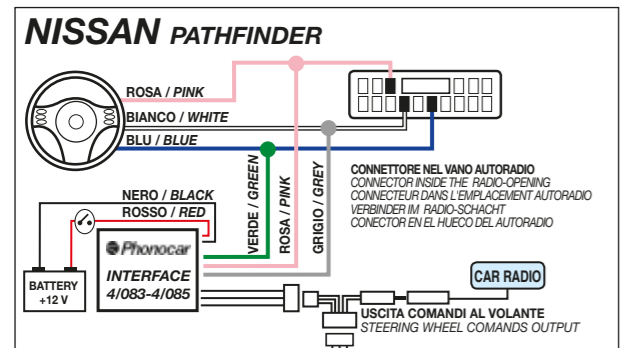 NISSAN PATHFINDER
ROSA / PINK
BIANCO / WHITE
BLU / BLUE
CONNETTORE NEL VANO AUTORADIO
CONNECTOR INSIDE THE RADIO-OPENING
CONNECTEUR DANS L'EMPLACEMENT AUTORADIO
VERBINDER IM RADIO-SCHACHT
CONECTOR EN EL HUECO DEL AUTORADIO
VERDE / GREEN
ROSA / PINK
GRIGIO / GREY
NERO / BLACK
ROSSO / RED
Phonocar
INTERFACE
4/083-4/085
BATTERY
+12 V
CAR RADIO
USCITA COMANDI AL VOLANTE
STEERING WHEEL COMANDS OUTPUT